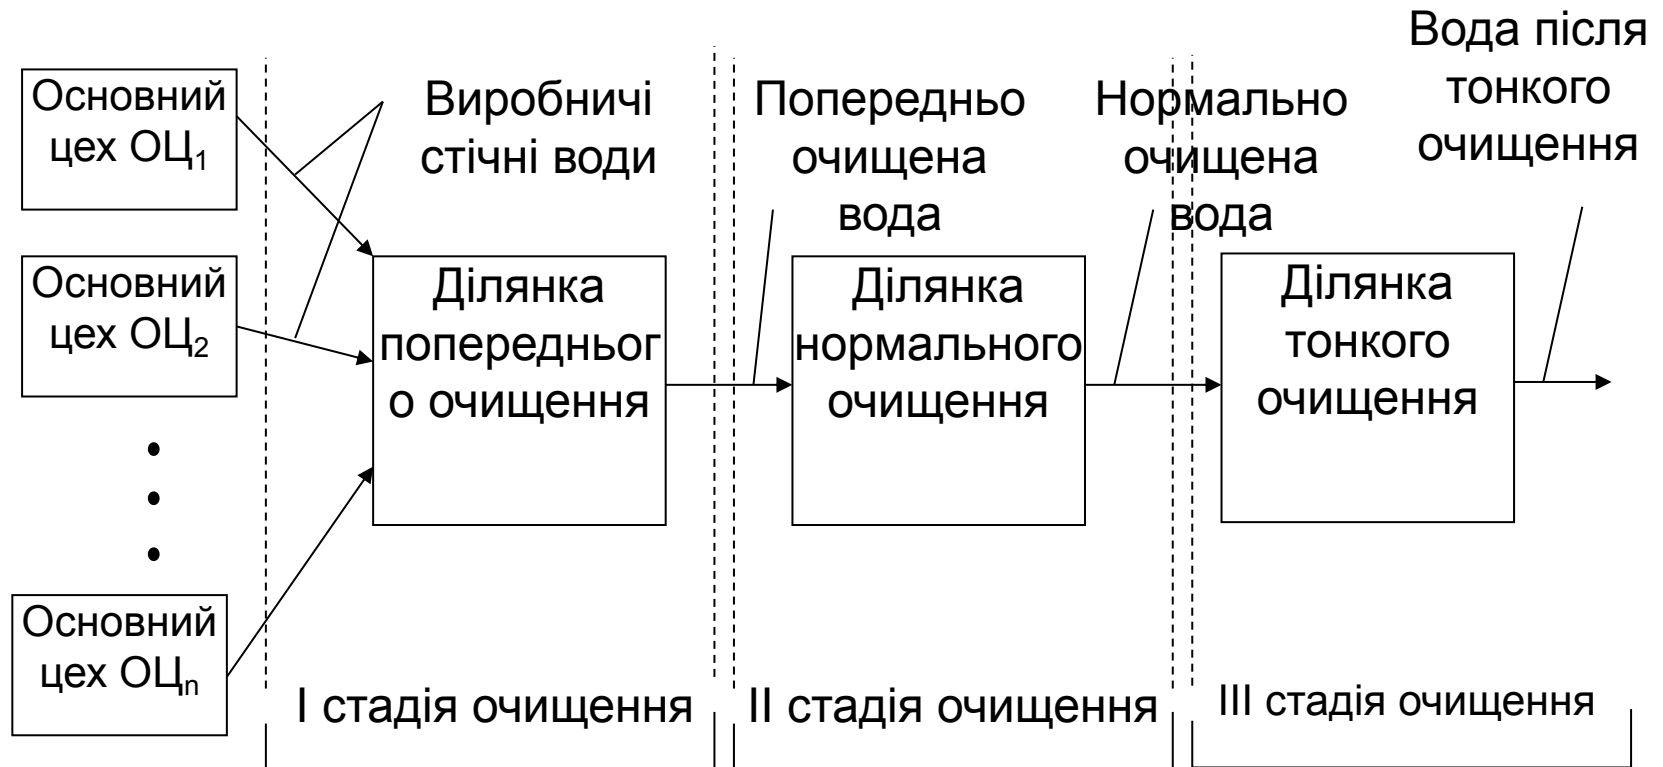 Основний
цех ОЦ₁
Основний
цех ОЦ₂
Основний
цех ОЦₙ
Виробничі
стічні води
Ділянка
попередньог
о очищення
Попередньо
очищена
вода
Ділянка
нормального
очищення
Нормально
очищена
вода
Ділянка
тонкого
очищення
Вода після
тонкого
очищення
І стадія очищення
ІІ стадія очищення
ІІІ стадія очищення